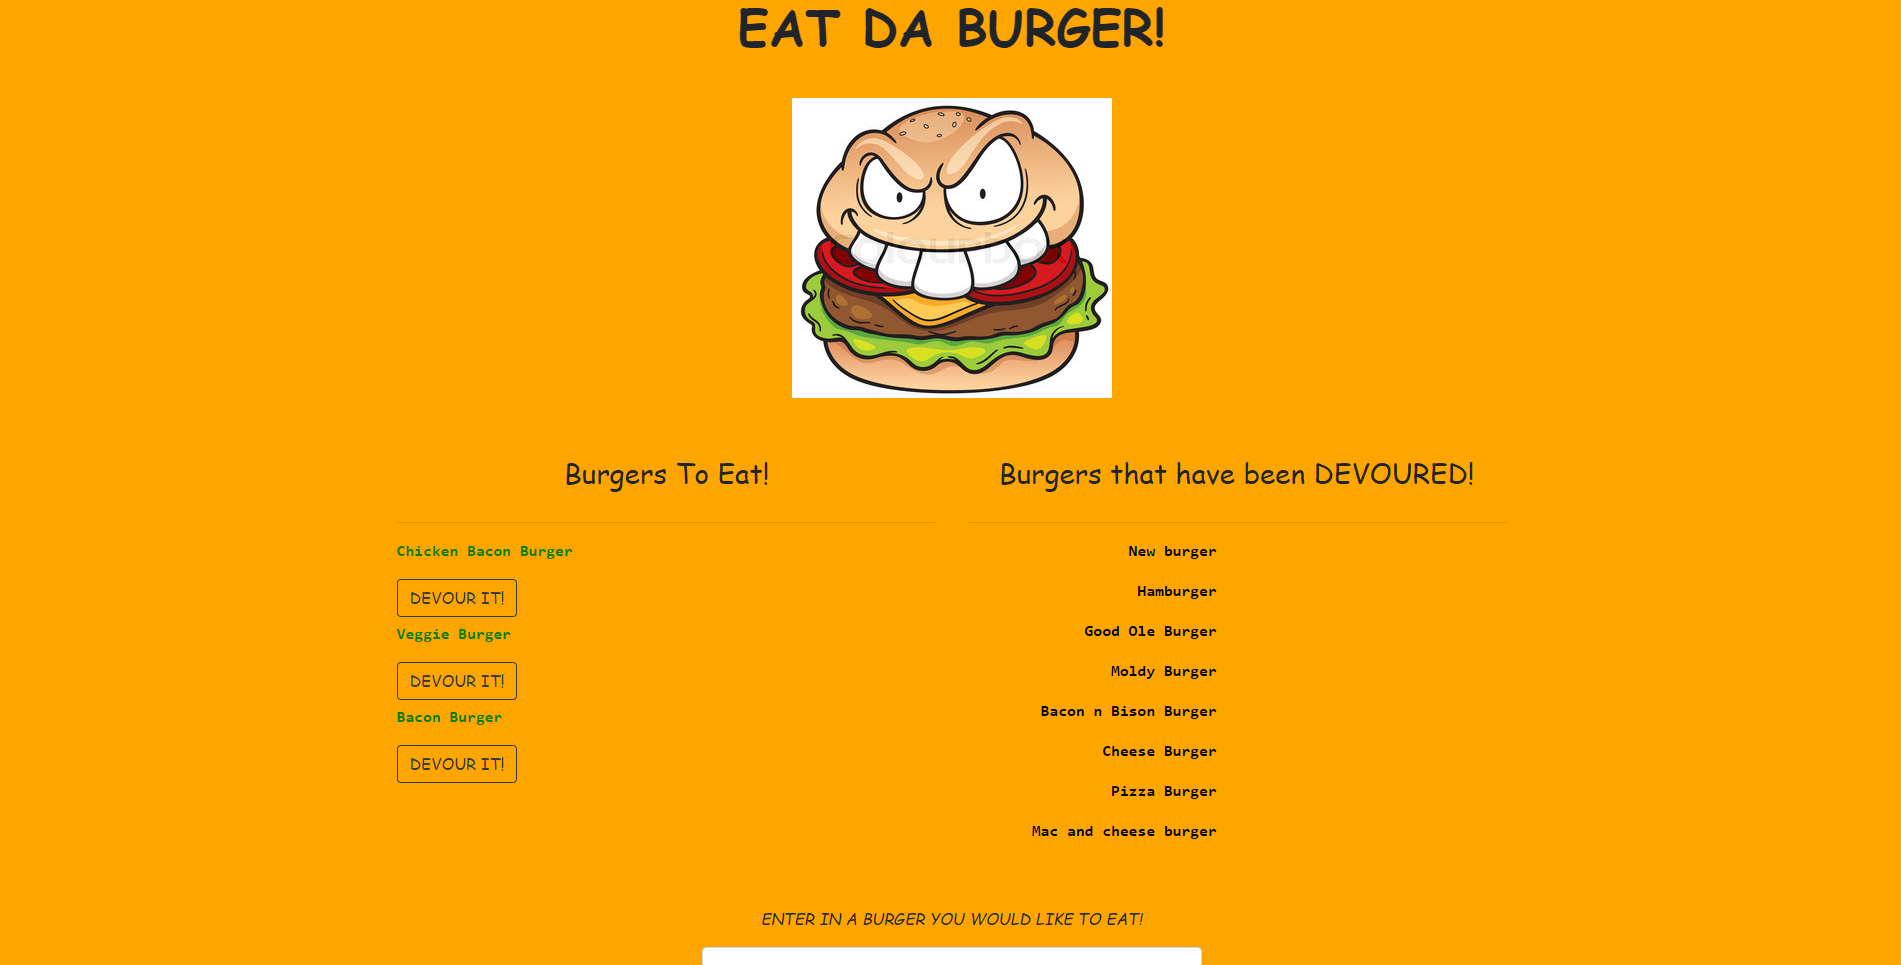 EAT DA BURGER!
Burgers To Eat!
Chicken Bacon Burger
DEVOUR IT!
Veggie Burger
DEVOUR IT!
Bacon Burger
DEVOUR IT!
Burgers that have been DEVOURED!
New burger
Hamburger
Good Ole Burger
Moldy Burger
Bacon n Bison Burger
Cheese Burger
Pizza Burger
Mac and cheese burger
ENTER IN A BURGER YOU WOULD LIKE TO EAT!